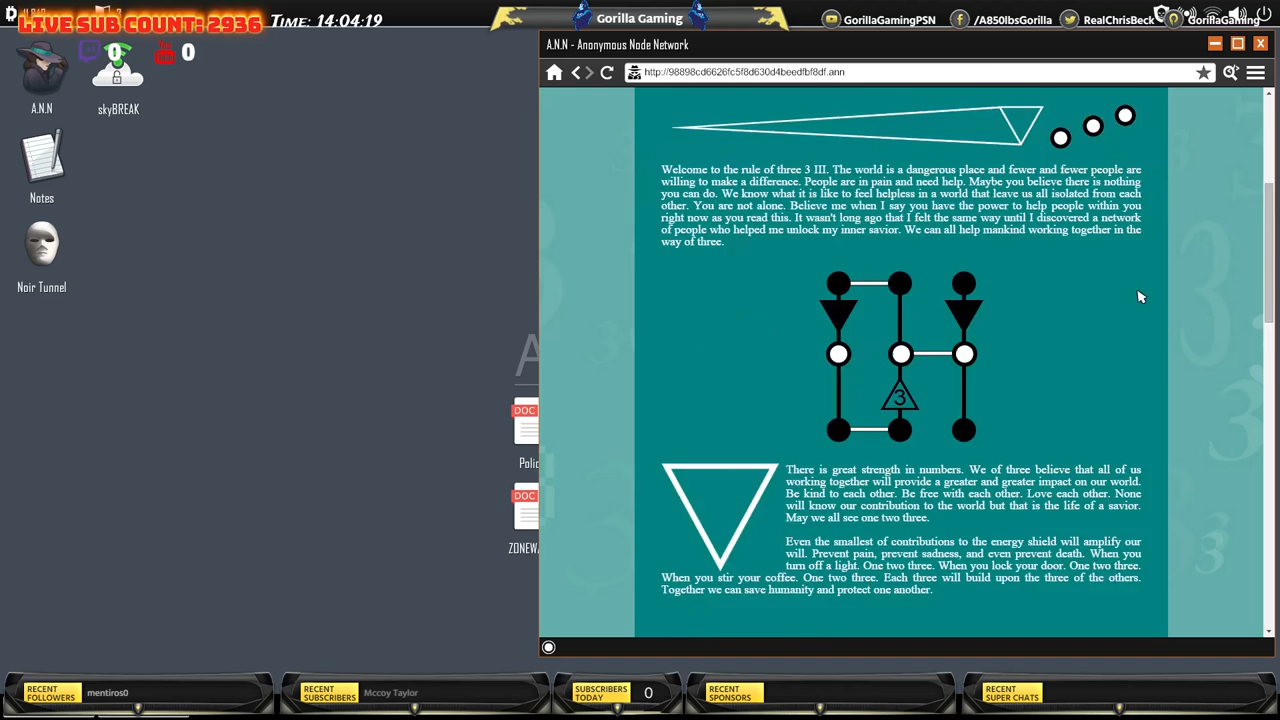 LIVE SUB COUNT: 2936
TIME: 14:04:19
Gorilla Gaming
GorillaGamingPSN
/A850lbsGorilla
RealChrisBeck
GorillaGaming
0
0
A.N.N
skyBREAK
Notes
Noir Tunnel
DOC
Polic
DOC
ZONEWA
A.N.N - Anonymous Node Network
http://98898cd6626fc5f8d630d4beedfbf8df.ann
Welcome to the rule of three 3 III. The world is a dangerous place and fewer and fewer people are
willing to make a difference. People are in pain and need help. Maybe you believe there is nothing
you can do. We know what it is like to feel helpless in a world that leave us all isolated from each
other. You are not alone. Believe me when I say you have the power to help people within you
right now as you read this. It wasn't long ago that I felt the same way until I discovered a network
of people who helped me unlock my inner savior. We can all help mankind working together in the
way of three.
3
There is great strength in numbers. We of three believe that all of us
working together will provide a greater and greater impact on our world.
Be kind to each other. Be free with each other. Love each other. None
will know our contribution to the world but that is the life of a savior.
May we all see one two three.
Even the smallest of contributions to the energy shield will amplify our
will. Prevent pain, prevent sadness, and even prevent death. When you
turn off a light. One two three. When you lock your door. One two three.
When you stir your coffee. One two three. Each three will build upon the three of the others.
Together we can save humanity and protect one another.
RECENT
FOLLOWERS
mentiros0
RECENT
SUBSCRIBERS
Mccoy Taylor
SUBSCRIBERS
TODAY
0
RECENT
SPONSORS
RECENT
SUPER CHATS